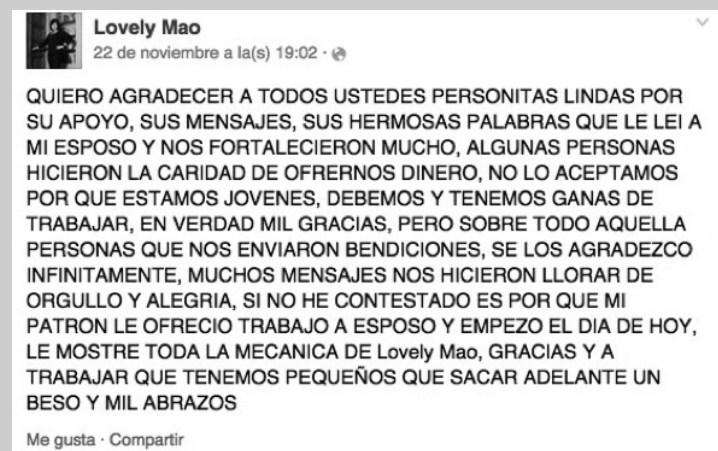 Lovely Mao
22 de noviembre a la(s) 19:02 ·
QUIERO AGRADECER A TODOS USTEDES PERSONITAS LINDAS POR
SU APOYO, SUS MENSAJES, SUS HERMOSAS PALABRAS QUE LE LEI A
MI ESPOSO Y NOS FORTALECIERON MUCHO, ALGUNAS PERSONAS
HICIERON LA CARIDAD DE OFRERNOS DINERO, NO LO ACEPTAMOS
POR QUE ESTAMOS JOVENES, DEBEMOS Y TENEMOS GANAS DE
TRABAJAR, EN VERDAD MIL GRACIAS, PERO SOBRE TODO AQUELLA
PERSONAS QUE NOS ENVIARON BENDICIONES, SE LOS AGRADEZCO
INFINITAMENTE, MUCHOS MENSAJES NOS HICIERON LLORAR DE
ORGULLO Y ALEGRIA, SI NO HE CONTESTADO ES POR QUE MI
PATRON LE OFRECIO TRABAJO A ESPOSO Y EMPEZO EL DIA DE HOY,
LE MOSTRE TODA LA MECANICA DE Lovely Mao, GRACIAS Y A
TRABAJAR QUE TENEMOS PEQUEÑOS QUE SACAR ADELANTE UN
BESO Y MIL ABRAZOS
Me gusta · Compartir